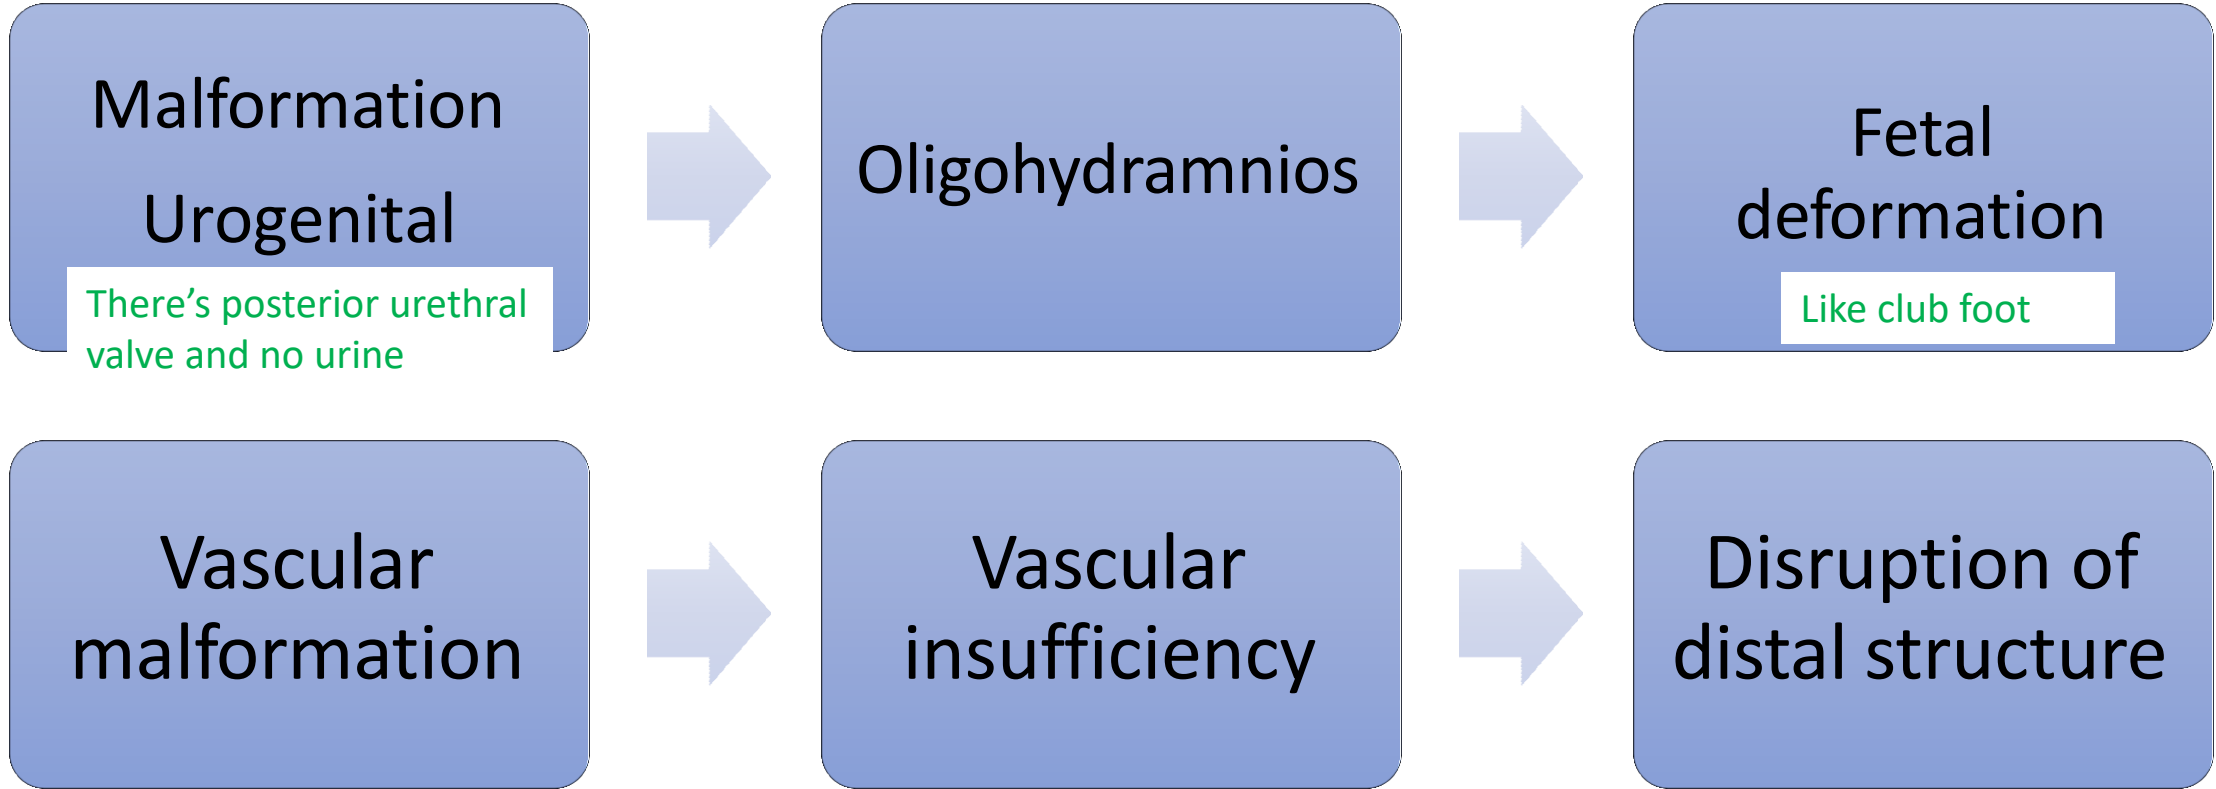 Malformation
Urogenital
There’s posterior urethral
valve and no urine
Oligohydramnios
Fetal
deformation
Like club foot
Vascular
malformation
Vascular
insufficiency
Disruption of
distal structure